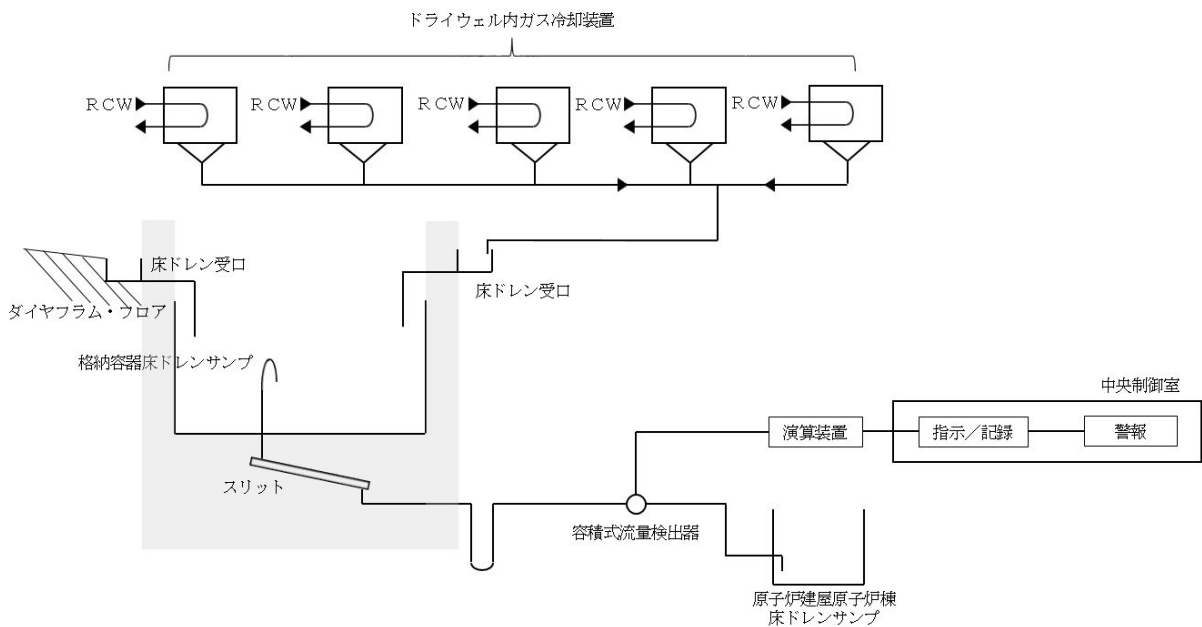 ドライウェル内ガス冷却装置
ＲＣＷ
ＲＣＷ
ＲＣＷ
ＲＣＷ
ＲＣＷ
床ドレン受口
床ドレン受口
ダイヤフラム・フロア
格納容器床ドレンサンプ
中央制御室
演算装置
指示／記録
警報
スリット
容積式流量検出器
原子炉建屋原子炉棟
床ドレンサンプ